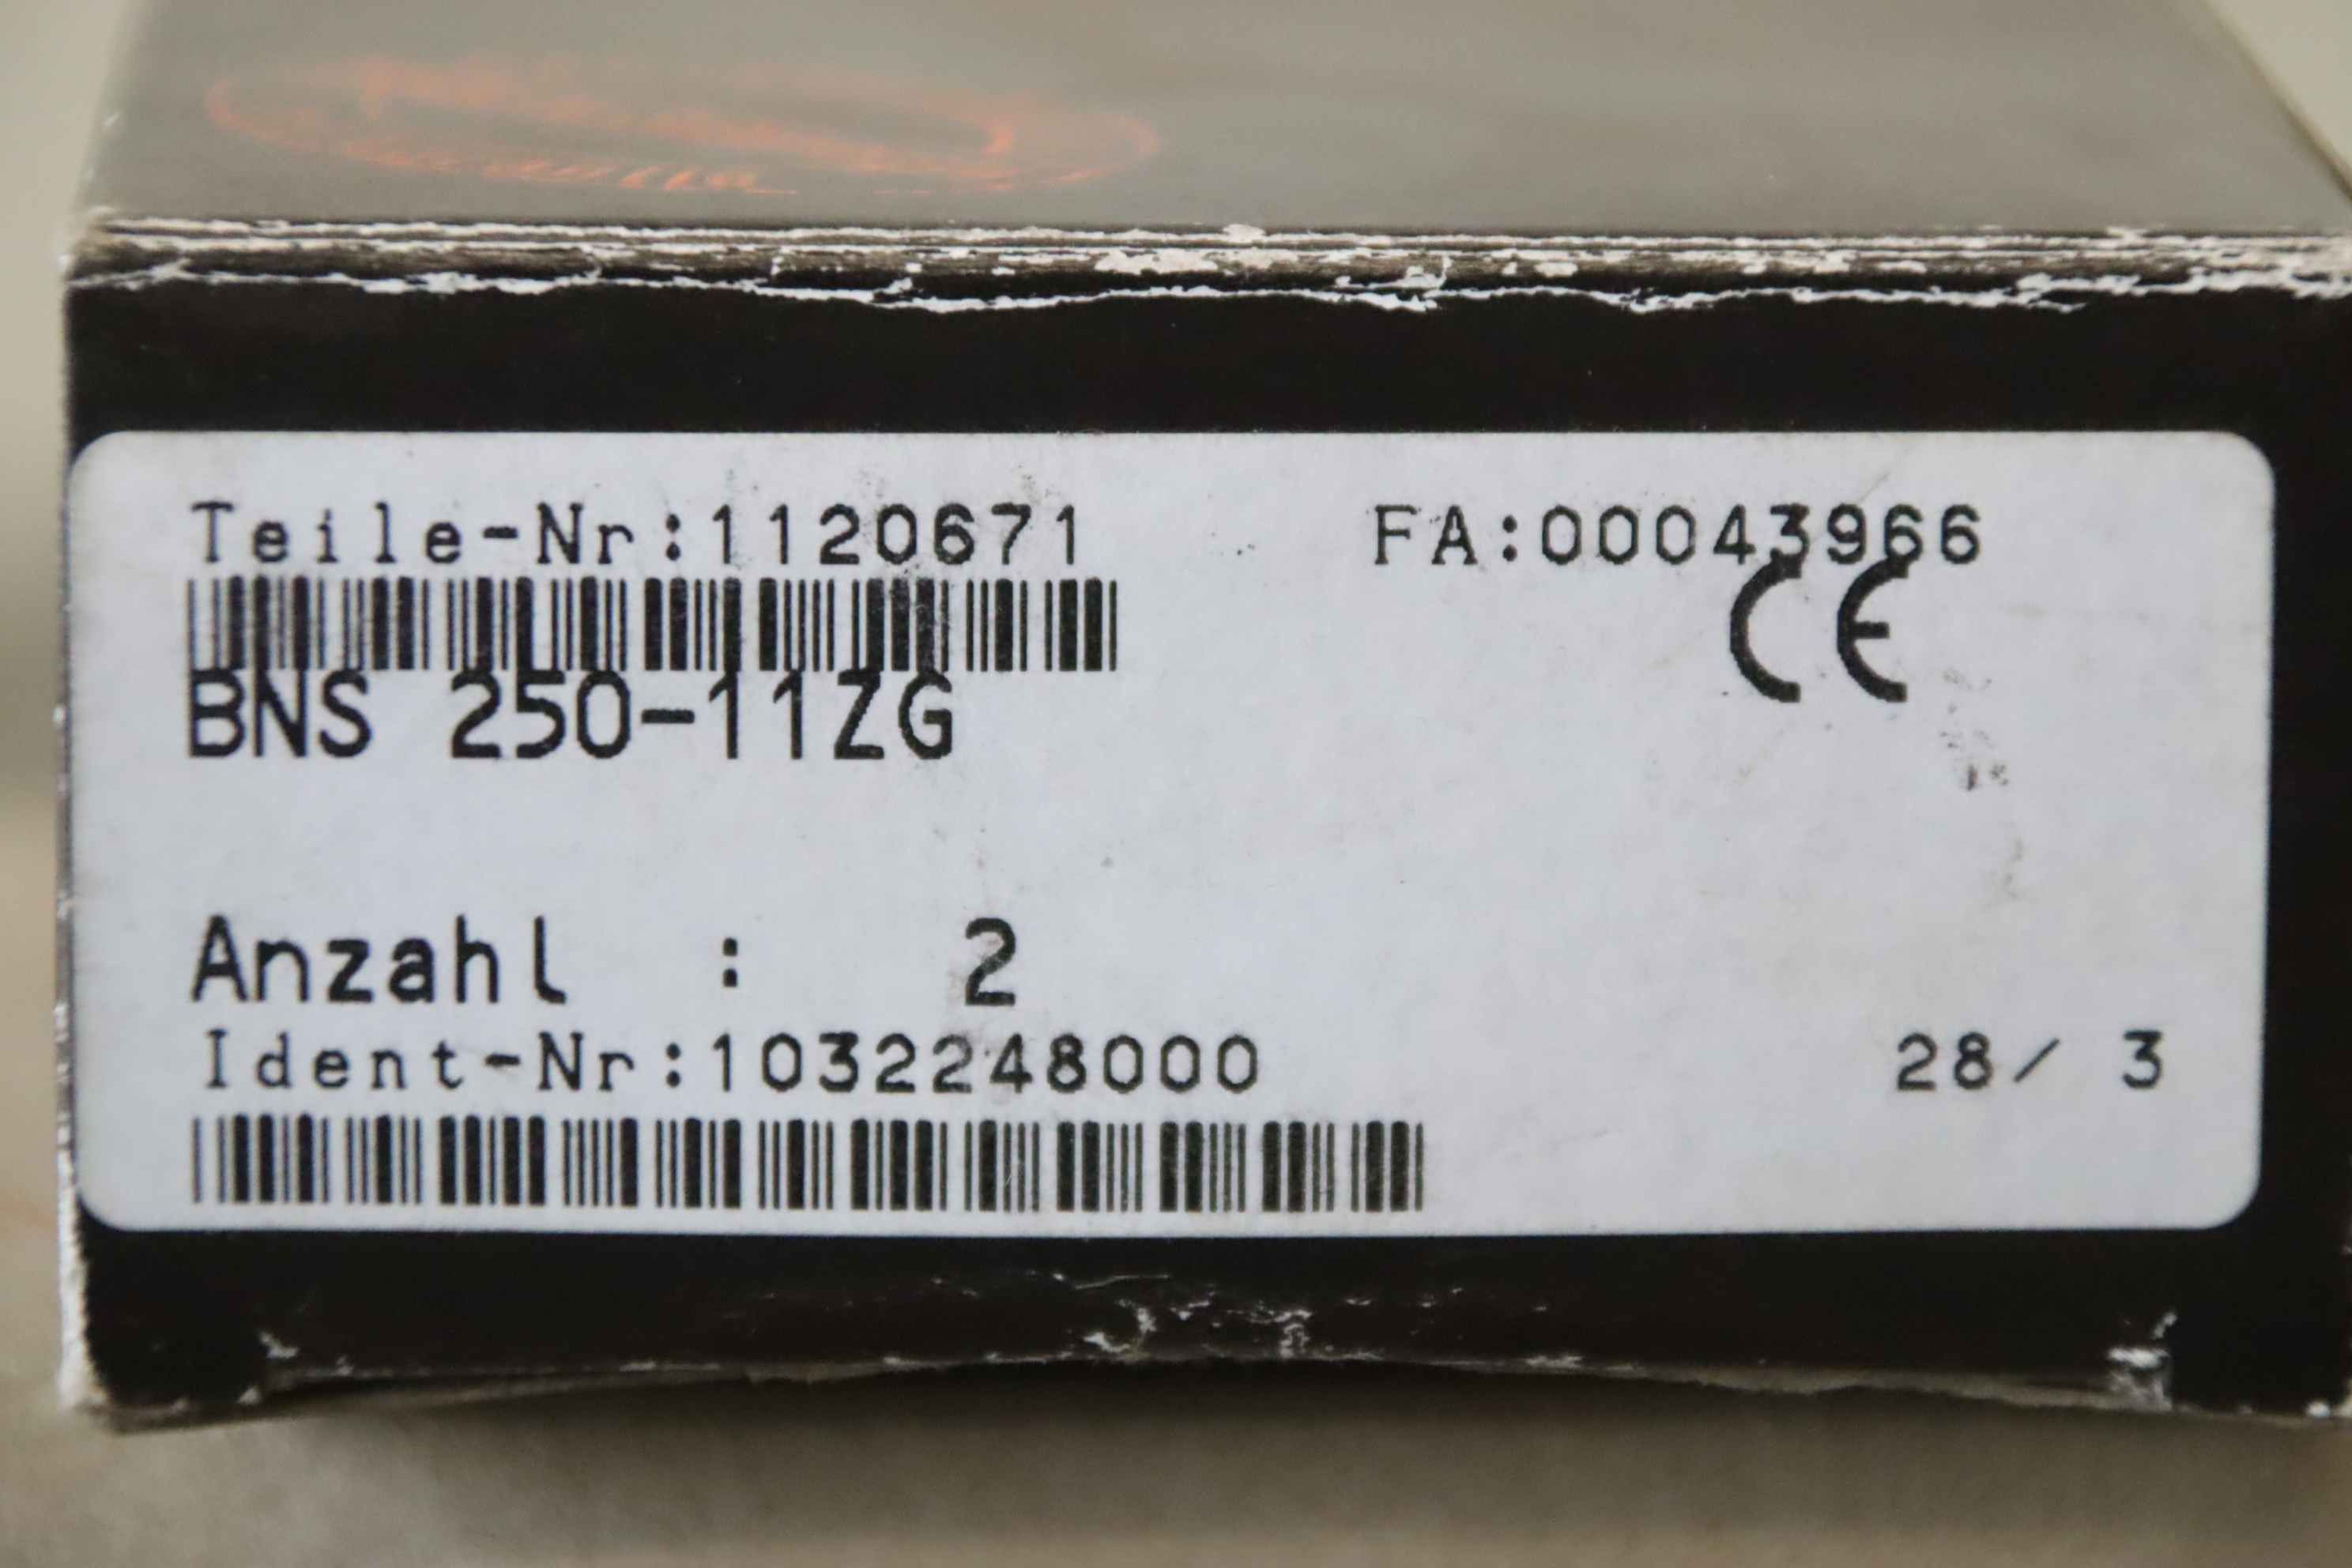 Teile-Nr:1120671 FA:00043966
CE
BNS 250-11ZG
Anzahl : 2
Ident-Nr:1032248000 28/ 3